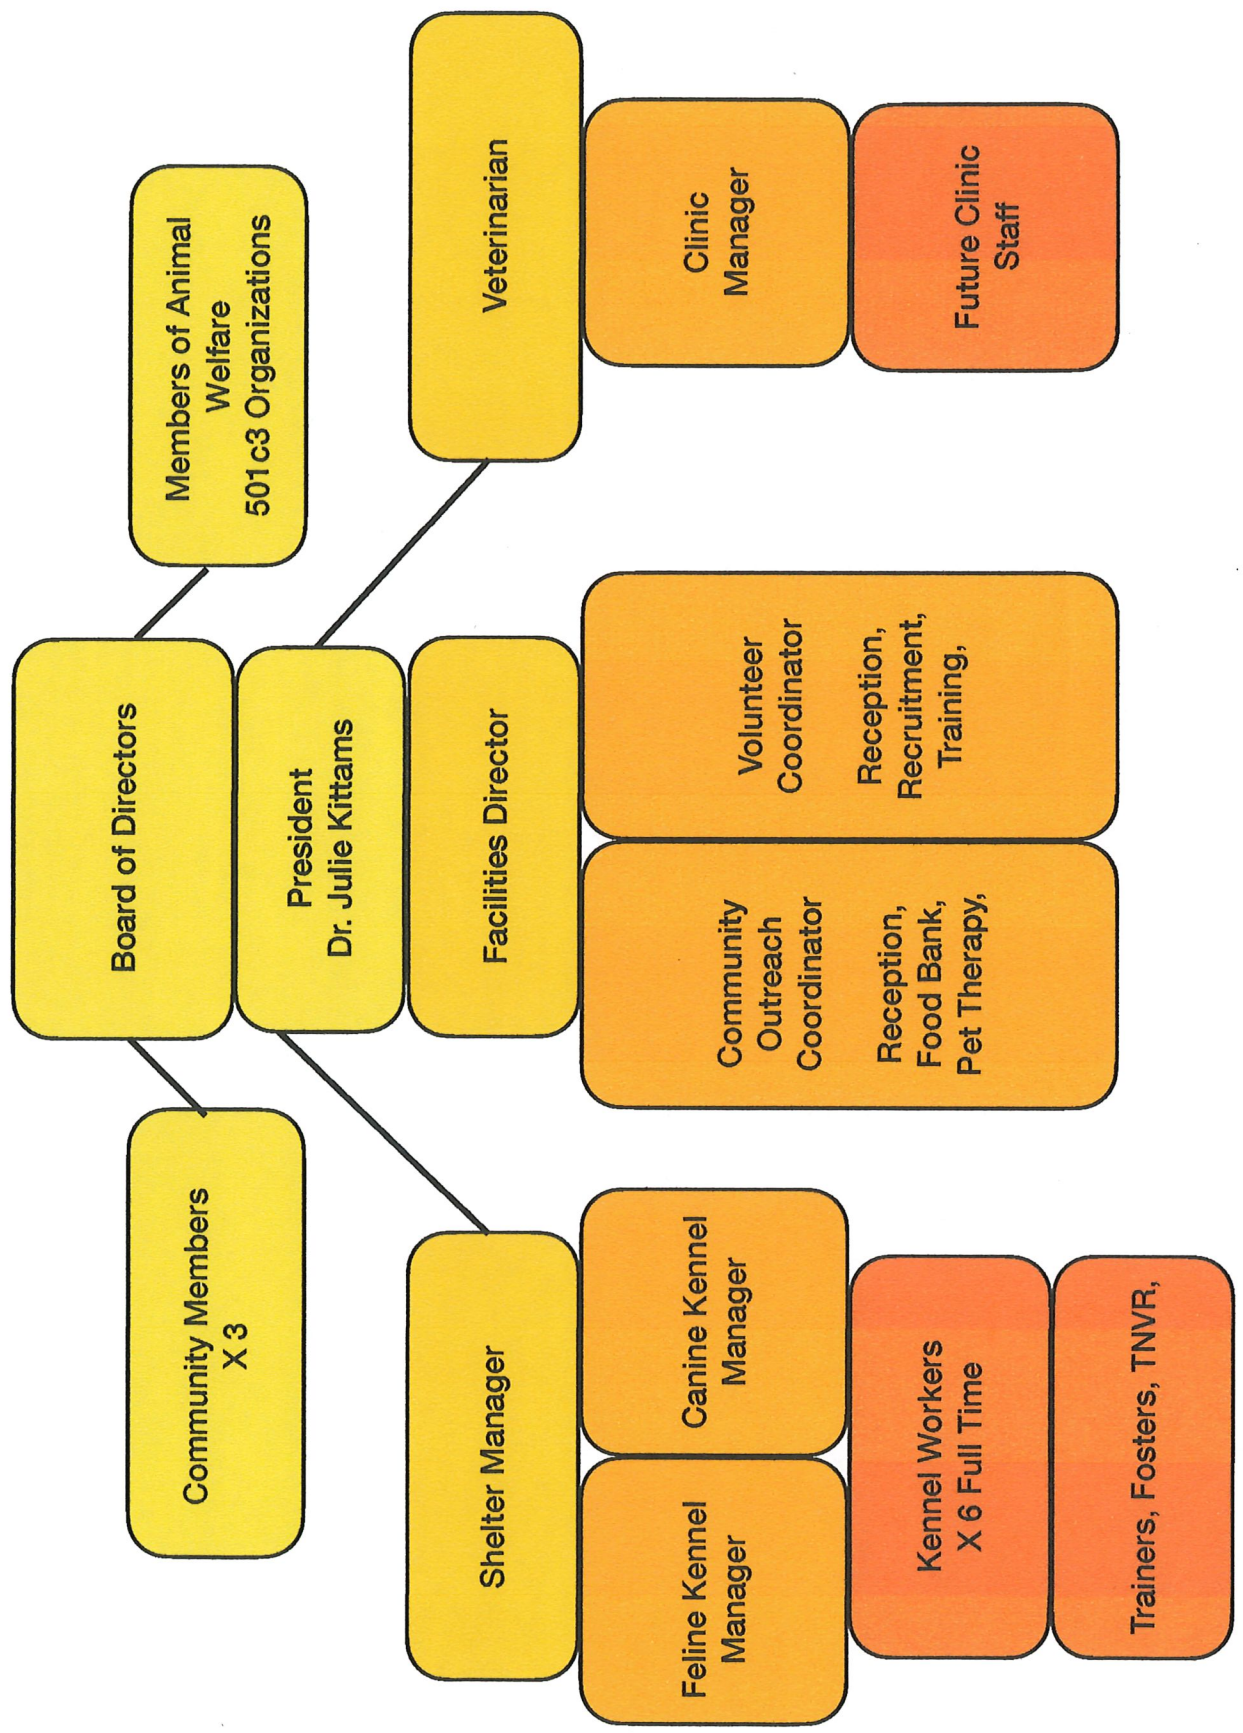 Board of Directors
Community Members
X 3
Members of Animal
Welfare
501c3 Organizations
President
Dr. Julie Kittams
Shelter Manager
Facilities Director
Veterinarian
Feline Kennel
Manager
Canine Kennel
Manager
Community
Outreach
Coordinator
Reception,
Food Bank,
Pet Therapy,
Volunteer
Coordinator
Reception,
Recruitment,
Training,
Clinic
Manager
Kennel Workers
X 6 Full Time
Future Clinic
Staff
Trainers, Fosters, TNVR,